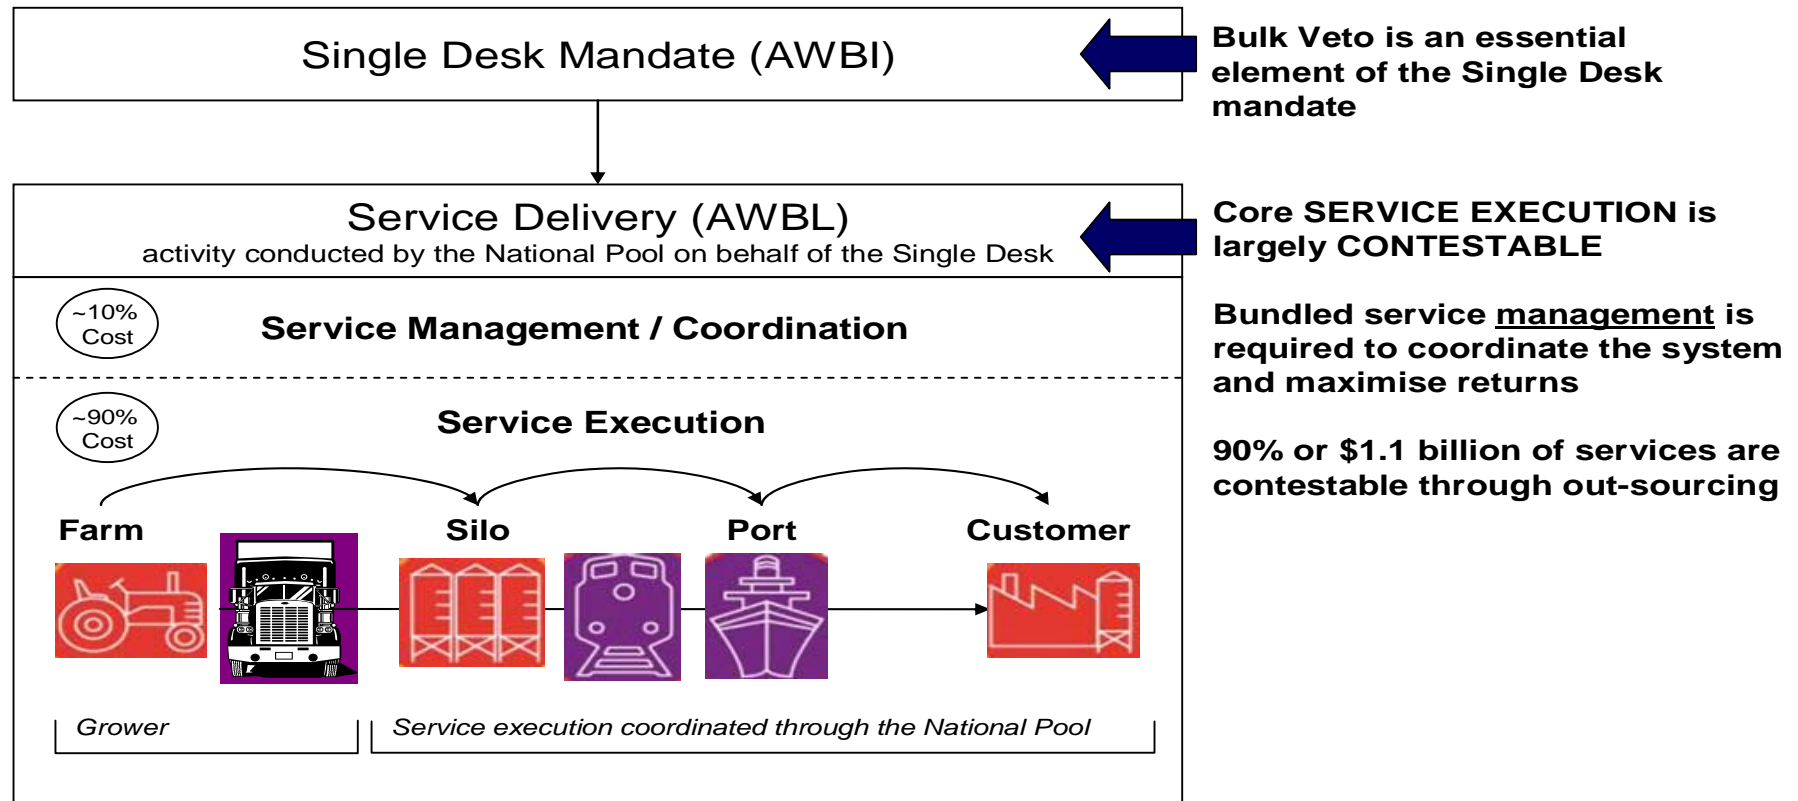 Single Desk Mandate (AWBI)
Bulk Veto is an essential
element of the Single Desk
mandate
Service Delivery (AWBL)
activity conducted by the National Pool on behalf of the Single Desk
Core SERVICE EXECUTION is
largely CONTESTABLE
~10%
Cost
Service Management / Coordination
Bundled service management is
required to coordinate the system
and maximise returns
~90%
Cost
Service Execution
90% or $1.1 billion of services are
contestable through out-sourcing
Farm
Silo
Port
Customer
Grower
Service execution coordinated through the National Pool